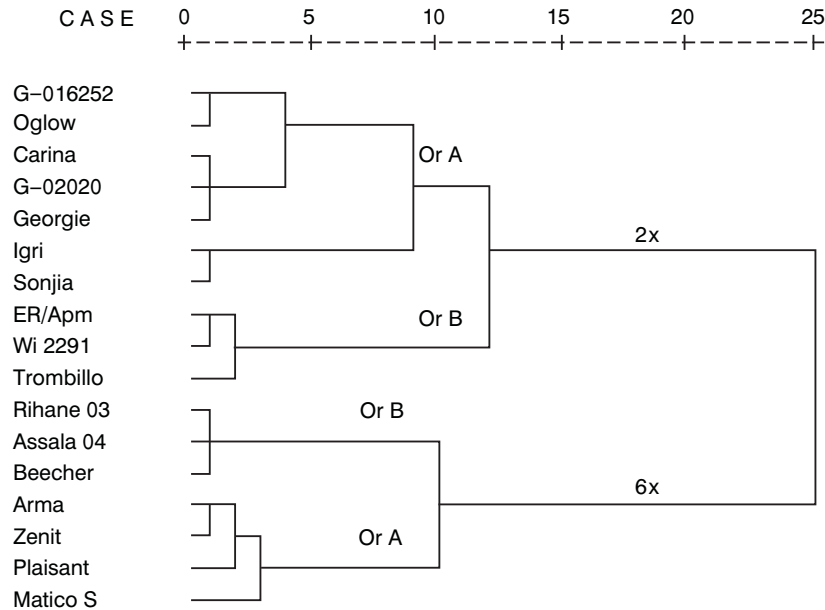 C A S E 0 5 10 15 20 25
G–016252
Oglow
Carina
Or A
G–02020
Georgie
2x
Igri
Sonjia
ER/Apm
Or B
Wi 2291
Trombillo
Rihane 03
Or B
Assala 04
Beecher
6x
Arma
Zenit
Or A
Plaisant
Matico S